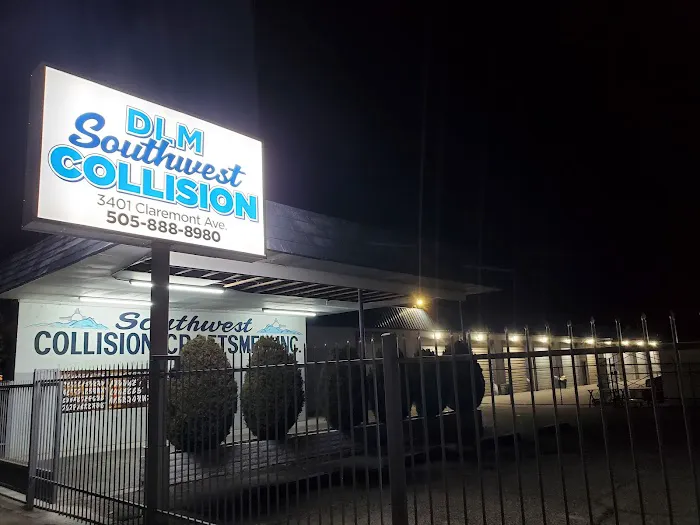 DLM
Southwest
COLLISION
3401 Claremont Ave.
505-888-8980
Southwest
COLLISION CRAFTSMEN INC.